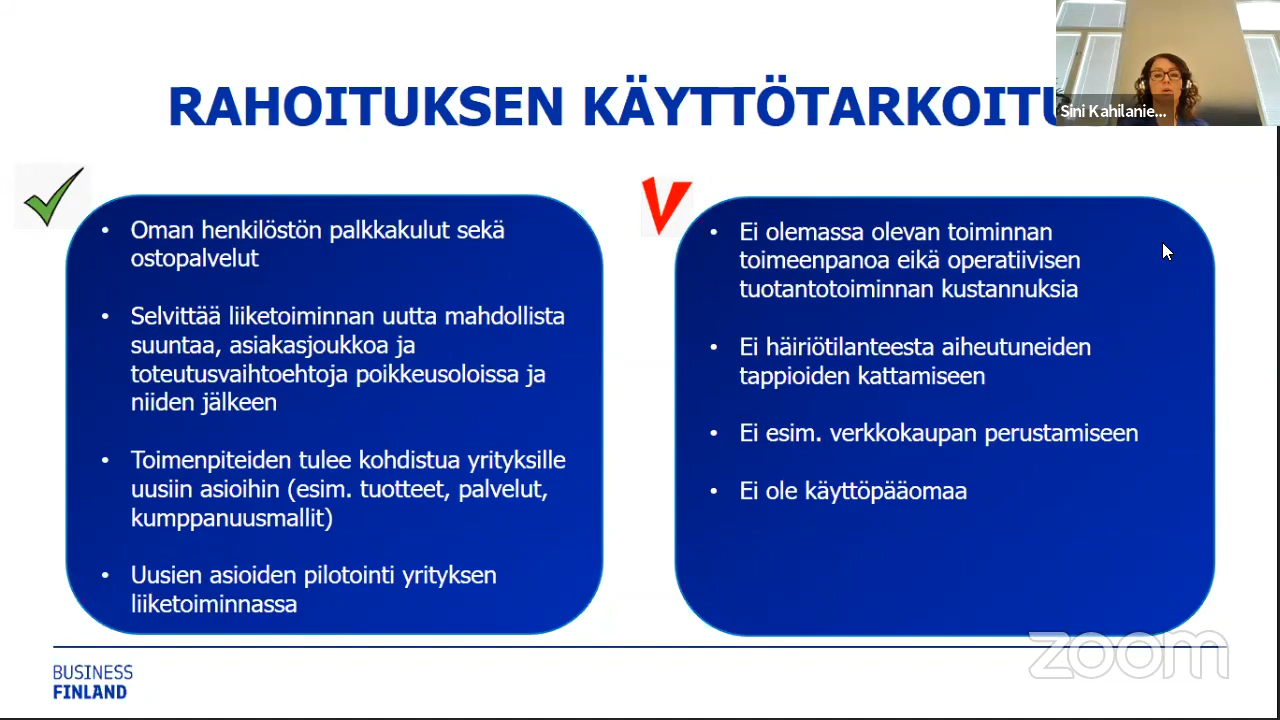 RAHOITUKSEN KÄYTTÖTARKOITU
Sini Kahilanie...
• Oman henkilöstön palkkakulut sekä
ostopalvelut
• Selvittää liiketoiminnan uutta mahdollista
suuntaa, asiakasjoukkoa ja
toteutusvaihtoehtoja poikkeusoloissa ja
niiden jälkeen
• Toimenpiteiden tulee kohdistua yrityksille
uusiin asioihin (esim. tuotteet, palvelut,
kumppanuusmallit)
• Uusien asioiden pilotointi yrityksen
liiketoiminnassa
• Ei olemassa olevan toiminnan
toimeenpanoa eikä operatiivisen
tuotantotoiminnan kustannuksia
• Ei häiriötilanteesta aiheutuneiden
tappioiden kattamiseen
• Ei esim. verkkokaupan perustamiseen
• Ei ole käyttöpääomaa
BUSINESS
FINLAND
zoom